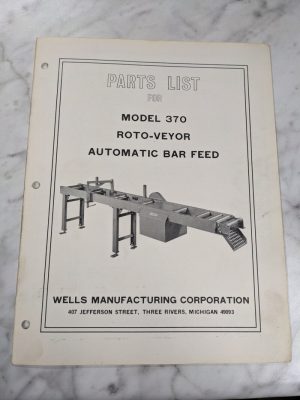 PARTS LIST
FOR
MODEL 370
ROTO-VEYOR
AUTOMATIC BAR FEED
WELLS MANUFACTURING CORPORATION
407 JEFFERSON STREET, THREE RIVERS, MICHIGAN 49093